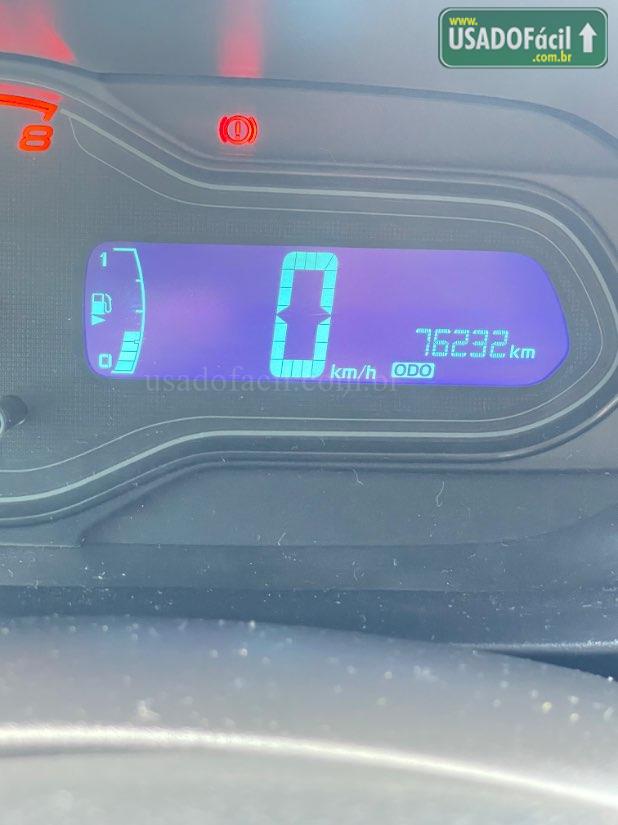 www.
USADOFácil
.com.br
8
1
0
0 km/h
76232 km
ODO
usadofacil.com.br